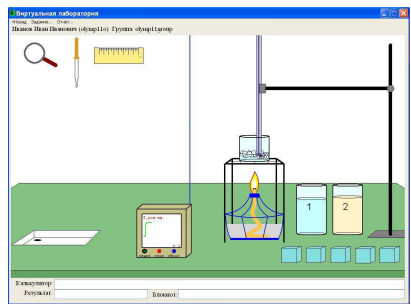 Виртуальная лаборатория
Назад Задание... Отчет...
Иванов Иван Иванович (olymp11o) Группа: olymp11group
1 2
Калькулятор:
Результат: Блокнот: